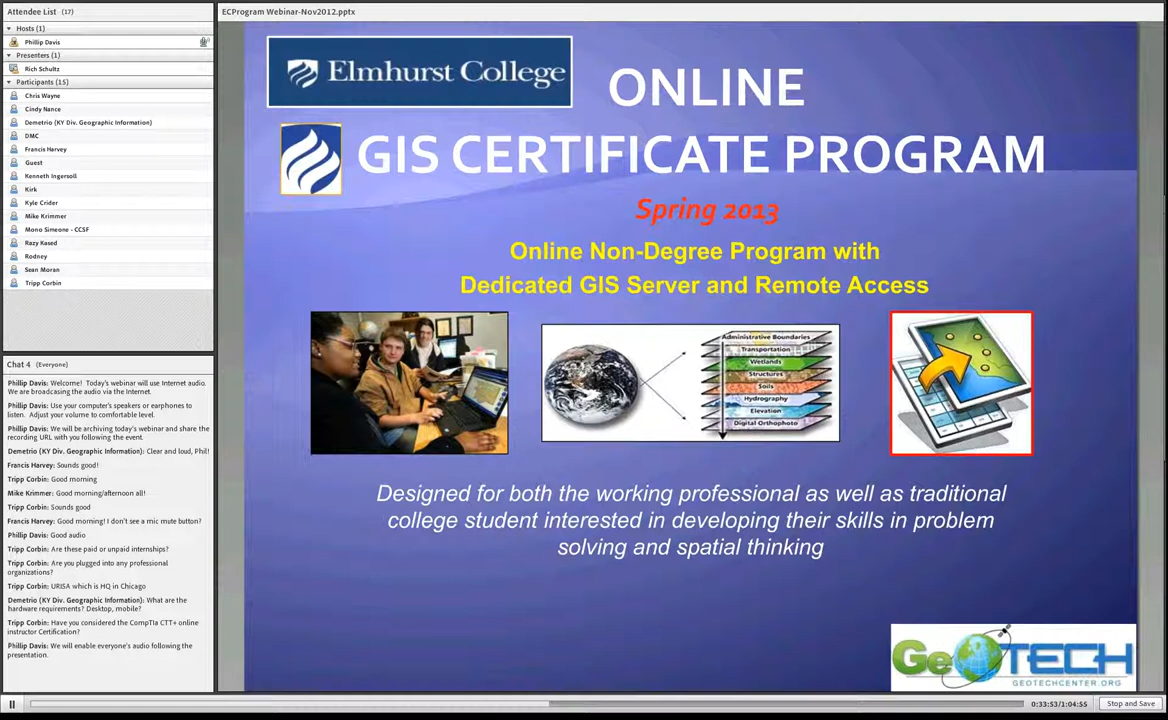 Attendee List (17)
Hosts (1)
Phillip Davis
Presenters (1)
Rich Schultz
Participants (15)
Chris Wayne
Cindy Nance
Demetrio (KY Div. Geographic Information)
DMC
Francis Harvey
Guest
Kenneth Ingersoll
Kirk
Kyle Crider
Mike Krimmer
Mono Simeone - CCSF
Razy Kased
Rodney
Sean Moran
Tripp Corbin
Chat 4 (Everyone)
Phillip Davis: Welcome! Today's webinar will use Internet audio.
We are broadcasting the audio via the Internet.
Phillip Davis: Use your computer's speakers or earphones to
listen. Adjust your volume to comfortable level.
Phillip Davis: We will be archiving today's webinar and share the
recording URL with you following the event.
Demetrio (KY Div. Geographic Information): Clear and loud, Phil!
Francis Harvey: Sounds good!
Tripp Corbin: Good morning
Mike Krimmer: Good morning/afternoon all!
Tripp Corbin: Sounds good
Francis Harvey: Good morning! I don't see a mic mute button?
Phillip Davis: Good audio
Tripp Corbin: Are these paid or unpaid internships?
Tripp Corbin: Are you plugged into any professional
organizations?
Tripp Corbin: URISA which is HQ in Chicago
Demetrio (KY Div. Geographic Information): What are the
hardware requirements? Desktop, mobile?
Tripp Corbin: Have you considered the CompTIa CTT+ online
instructor Certification?
Phillip Davis: We will enable everyone's audio following the
presentation.
ECProgram Webinar-Nov2012.pptx
Elmhurst College
ONLINE
GIS CERTIFICATE PROGRAM
Spring 2013
Online Non-Degree Program with
Dedicated GIS Server and Remote Access
Administrative Boundaries
Transportation
Wetlands
Structures
Soils
Hydrography
Elevation
Digital Orthophoto
Designed for both the working professional as well as traditional
college student interested in developing their skills in problem
solving and spatial thinking
GeoTECH
GEOTECHCENTER.ORG
0:33:53/1:04:55
Stop and Save